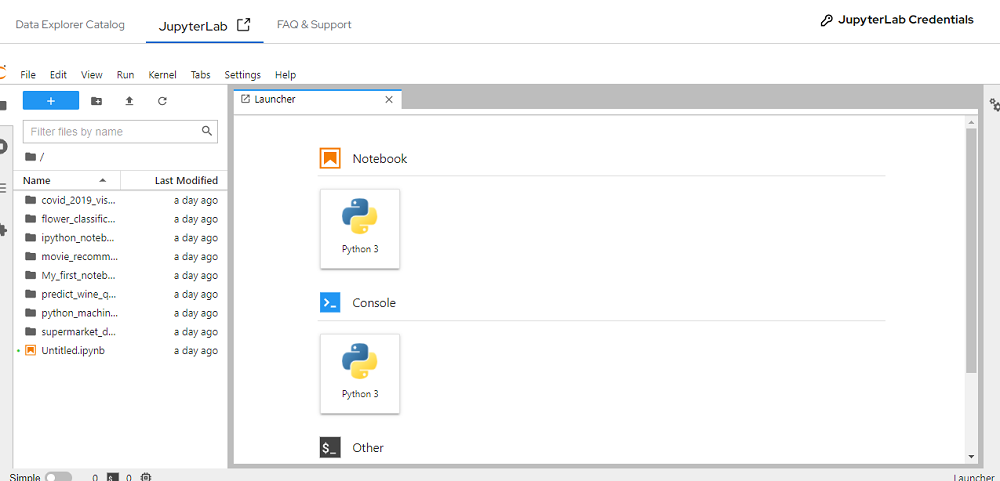 Data Explorer Catalog JupyterLab FAQ & Support JupyterLab Credentials
File Edit View Run Kernel Tabs Settings Help
+
Launcher
Filter files by name
/
Name Last Modified
covid_2019_vis... a day ago
flower_classific... a day ago
ipython_noteb... a day ago
movie_recomm... a day ago
My_first_noteb... a day ago
predict_wine_q... a day ago
python_machin... a day ago
supermarket_d... a day ago
Untitled.ipynb a day ago
Notebook
Python 3
>_ Console
Python 3
$_ Other
Simple 0 $_ 0 Launcher